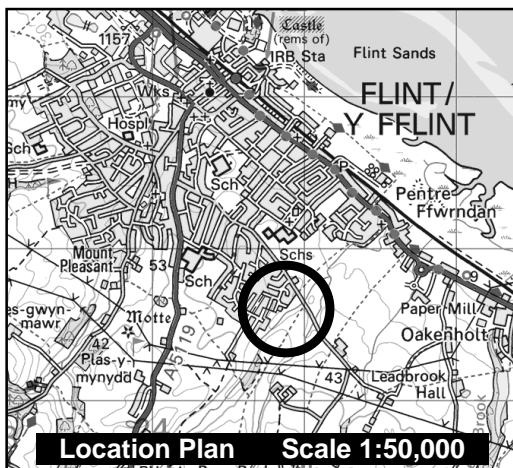 Castle
(rems of)
1157
IRB Sta
Flint Sands
Wks
FLINT /
Y FFLINT
Hospl
Sch
Sch
P
Pentre
Ffwrndan
Schs
Mount
Pleasant
53
Sch
Paper Mill
es-gwyn-
mawr
Motte
Oakenholt
42
Plas-y-
mynydd
A5119
43
Leadbrook
Hall
Brook
Location Plan Scale 1:50,000